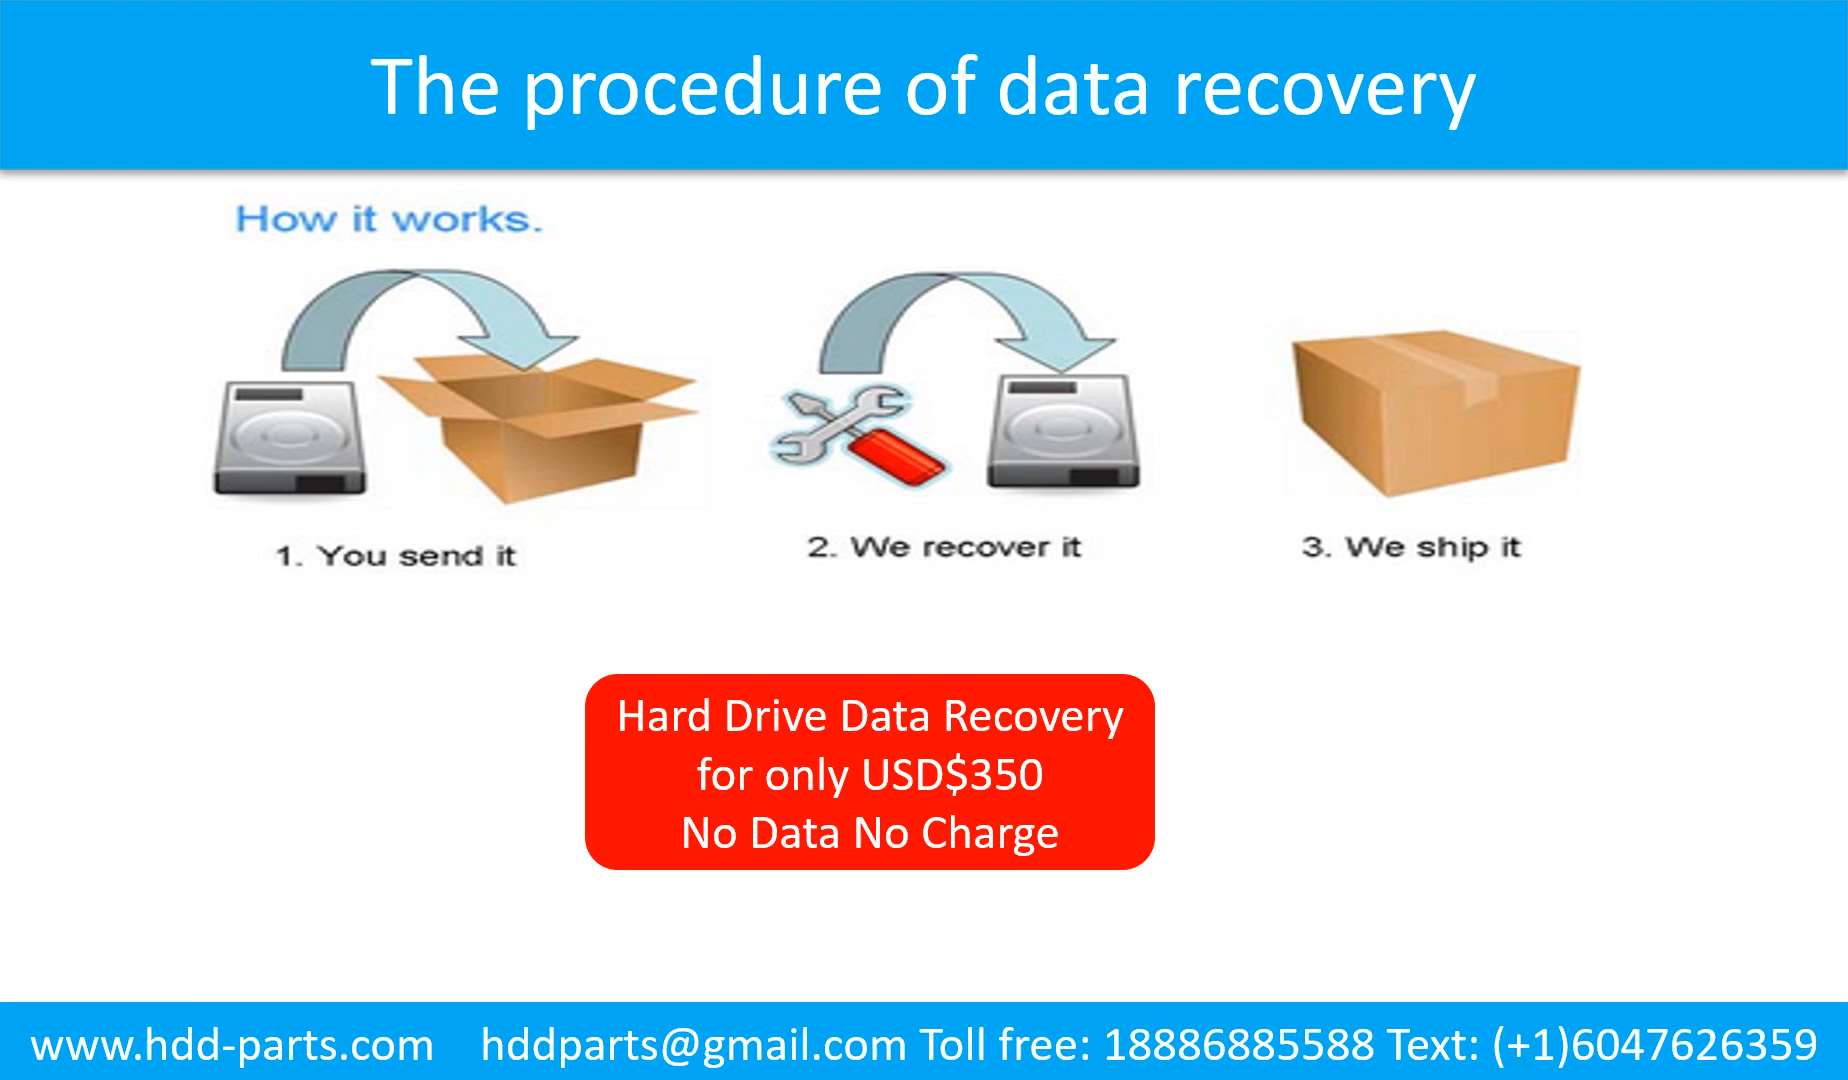 The procedure of data recovery
How it works.
1. You send it
2. We recover it
3. We ship it
Hard Drive Data Recovery
for only USD$350
No Data No Charge
www.hdd-parts.com hddparts@gmail.com Toll free: 18886885588 Text: (+1)6047626359